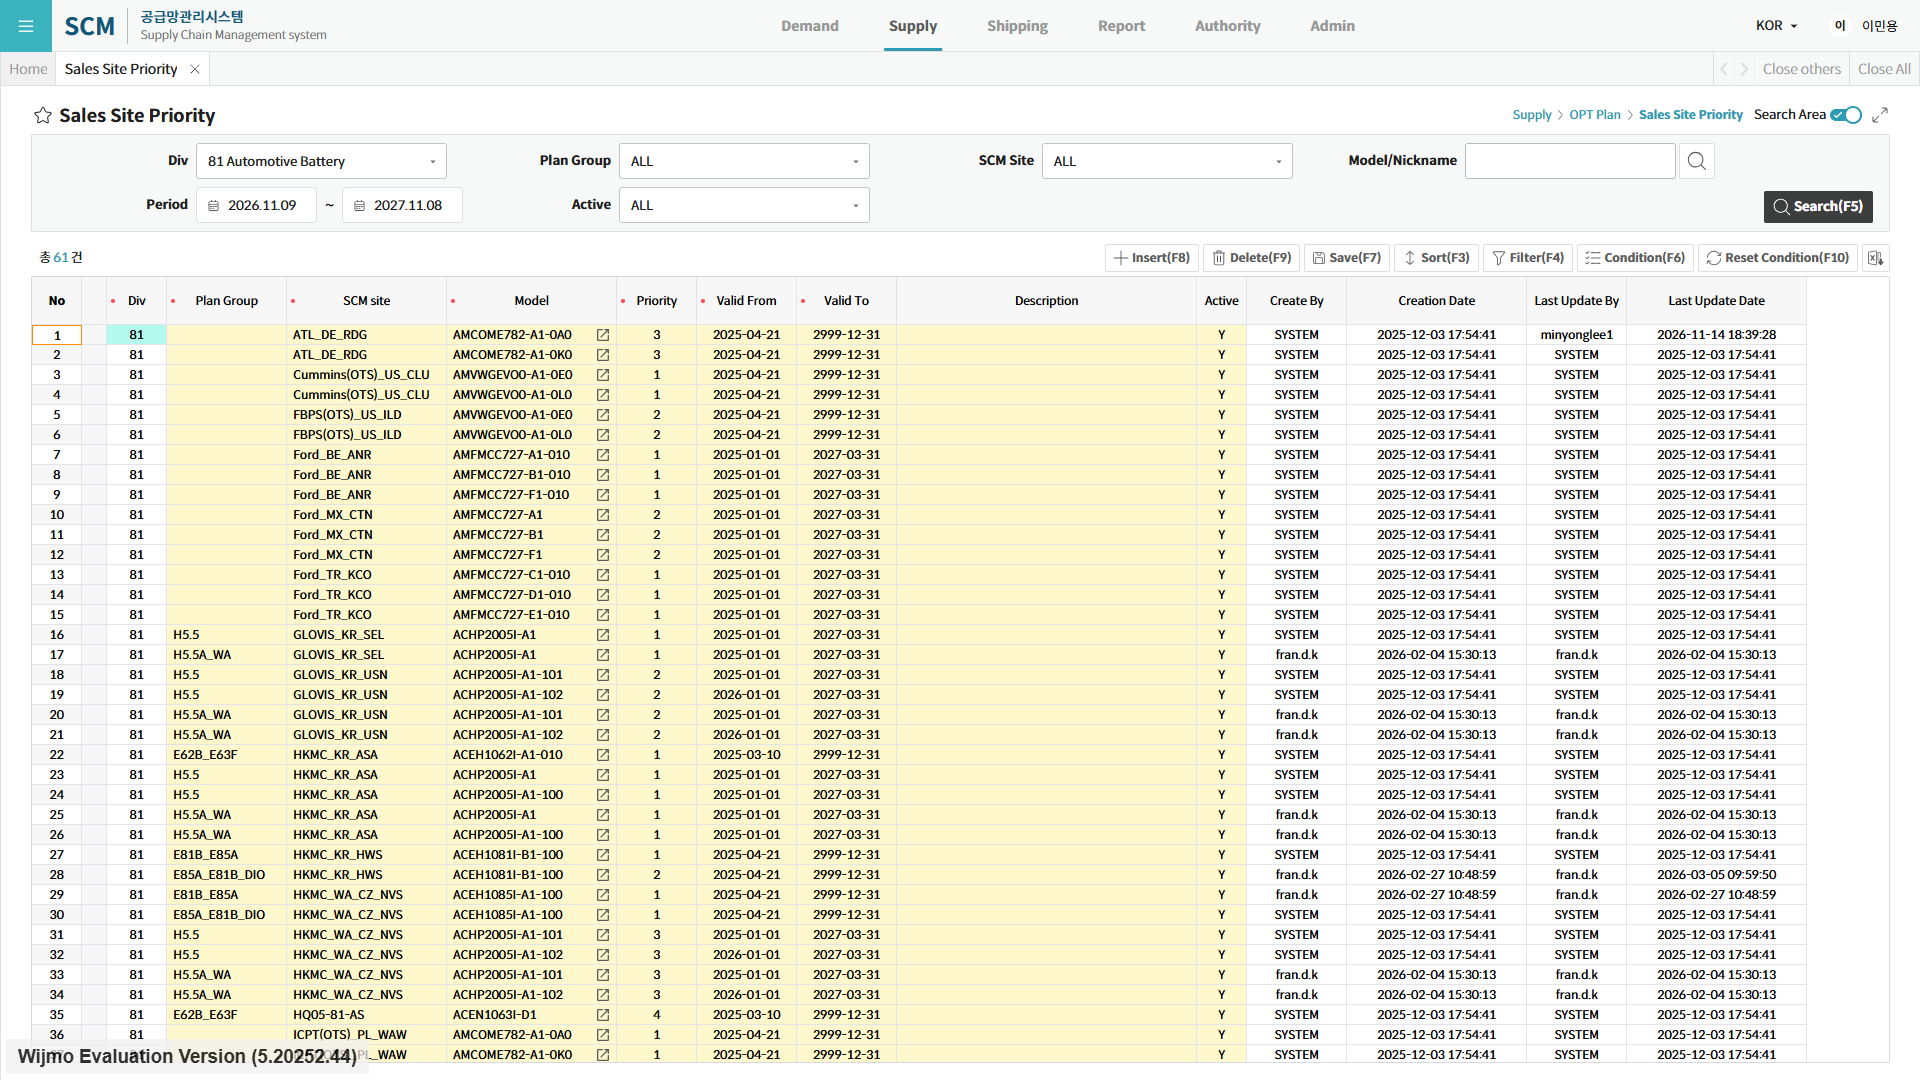 SCM 공급망관리시스템
Supply Chain Management system
Demand Supply Shipping Report Authority Admin
KOR 이 이민용
Home Sales Site Priority Close others Close All
Sales Site Priority
Supply > OPT Plan > Sales Site Priority Search Area
Div 81 Automotive Battery Plan Group ALL SCM Site ALL Model/Nickname
Period 2026.11.09 ~ 2027.11.08 Active ALL
Search(F5)
총 61 건
Insert(F8) Delete(F9) Save(F7) Sort(F3) Filter(F4) Condition(F6) Reset Condition(F10)
No Div Plan Group SCM site Model Priority Valid From Valid To Description Active Create By Creation Date Last Update By Last Update Date
1 81 ATL_DE_RDG AMCOME782-A1-0A0 3 2025-04-21 2999-12-31 Y SYSTEM 2025-12-03 17:54:41 minyonglee1 2026-11-14 18:39:28
2 81 ATL_DE_RDG AMCOME782-A1-0K0 3 2025-04-21 2999-12-31 Y SYSTEM 2025-12-03 17:54:41 SYSTEM 2025-12-03 17:54:41
3 81 Cummins(OTS)_US_CLU AMVWGEVO0-A1-0E0 1 2025-04-21 2999-12-31 Y SYSTEM 2025-12-03 17:54:41 SYSTEM 2025-12-03 17:54:41
4 81 Cummins(OTS)_US_CLU AMVWGEVO0-A1-0L0 1 2025-04-21 2999-12-31 Y SYSTEM 2025-12-03 17:54:41 SYSTEM 2025-12-03 17:54:41
5 81 FBPS(OTS)_US_ILD AMVWGEVO0-A1-0E0 2 2025-04-21 2999-12-31 Y SYSTEM 2025-12-03 17:54:41 SYSTEM 2025-12-03 17:54:41
6 81 FBPS(OTS)_US_ILD AMVWGEVO0-A1-0L0 2 2025-04-21 2999-12-31 Y SYSTEM 2025-12-03 17:54:41 SYSTEM 2025-12-03 17:54:41
7 81 Ford_BE_ANR AMFMCC727-A1-010 1 2025-01-01 2027-03-31 Y SYSTEM 2025-12-03 17:54:41 SYSTEM 2025-12-03 17:54:41
8 81 Ford_BE_ANR AMFMCC727-B1-010 1 2025-01-01 2027-03-31 Y SYSTEM 2025-12-03 17:54:41 SYSTEM 2025-12-03 17:54:41
9 81 Ford_BE_ANR AMFMCC727-F1-010 1 2025-01-01 2027-03-31 Y SYSTEM 2025-12-03 17:54:41 SYSTEM 2025-12-03 17:54:41
10 81 Ford_MX_CTN AMFMCC727-A1 2 2025-01-01 2027-03-31 Y SYSTEM 2025-12-03 17:54:41 SYSTEM 2025-12-03 17:54:41
11 81 Ford_MX_CTN AMFMCC727-B1 2 2025-01-01 2027-03-31 Y SYSTEM 2025-12-03 17:54:41 SYSTEM 2025-12-03 17:54:41
12 81 Ford_MX_CTN AMFMCC727-F1 2 2025-01-01 2027-03-31 Y SYSTEM 2025-12-03 17:54:41 SYSTEM 2025-12-03 17:54:41
13 81 Ford_TR_KCO AMFMCC727-C1-010 1 2025-01-01 2027-03-31 Y SYSTEM 2025-12-03 17:54:41 SYSTEM 2025-12-03 17:54:41
14 81 Ford_TR_KCO AMFMCC727-D1-010 1 2025-01-01 2027-03-31 Y SYSTEM 2025-12-03 17:54:41 SYSTEM 2025-12-03 17:54:41
15 81 Ford_TR_KCO AMFMCC727-E1-010 1 2025-01-01 2027-03-31 Y SYSTEM 2025-12-03 17:54:41 SYSTEM 2025-12-03 17:54:41
16 81 H5.5 GLOVIS_KR_SEL ACHP2005I-A1 1 2025-01-01 2027-03-31 Y SYSTEM 2025-12-03 17:54:41 SYSTEM 2025-12-03 17:54:41
17 81 H5.5A_WA GLOVIS_KR_SEL ACHP2005I-A1 1 2025-01-01 2027-03-31 Y fran.d.k 2026-02-04 15:30:13 fran.d.k 2026-02-04 15:30:13
18 81 H5.5 GLOVIS_KR_USN ACHP2005I-A1-101 2 2025-01-01 2027-03-31 Y SYSTEM 2025-12-03 17:54:41 SYSTEM 2025-12-03 17:54:41
19 81 H5.5 GLOVIS_KR_USN ACHP2005I-A1-102 2 2026-01-01 2027-03-31 Y SYSTEM 2025-12-03 17:54:41 SYSTEM 2025-12-03 17:54:41
20 81 H5.5A_WA GLOVIS_KR_USN ACHP2005I-A1-101 2 2025-01-01 2027-03-31 Y fran.d.k 2026-02-04 15:30:13 fran.d.k 2026-02-04 15:30:13
21 81 H5.5A_WA GLOVIS_KR_USN ACHP2005I-A1-102 2 2026-01-01 2027-03-31 Y fran.d.k 2026-02-04 15:30:13 fran.d.k 2026-02-04 15:30:13
22 81 E62B_E63F HKMC_KR_ASA ACEH1062I-A1-010 1 2025-03-10 2999-12-31 Y SYSTEM 2025-12-03 17:54:41 SYSTEM 2025-12-03 17:54:41
23 81 H5.5 HKMC_KR_ASA ACHP2005I-A1 1 2025-01-01 2027-03-31 Y SYSTEM 2025-12-03 17:54:41 SYSTEM 2025-12-03 17:54:41
24 81 H5.5 HKMC_KR_ASA ACHP2005I-A1-100 1 2025-01-01 2027-03-31 Y SYSTEM 2025-12-03 17:54:41 SYSTEM 2025-12-03 17:54:41
25 81 H5.5A_WA HKMC_KR_ASA ACHP2005I-A1 1 2025-01-01 2027-03-31 Y fran.d.k 2026-02-04 15:30:13 fran.d.k 2026-02-04 15:30:13
26 81 H5.5A_WA HKMC_KR_ASA ACHP2005I-A1-100 1 2025-01-01 2027-03-31 Y fran.d.k 2026-02-04 15:30:13 fran.d.k 2026-02-04 15:30:13
27 81 E81B_E85A HKMC_KR_HWS ACEH1081I-B1-100 1 2025-04-21 2999-12-31 Y SYSTEM 2025-12-03 17:54:41 SYSTEM 2025-12-03 17:54:41
28 81 E85A_E81B_DIO HKMC_KR_HWS ACEH1081I-B1-100 2 2025-04-21 2999-12-31 Y fran.d.k 2026-02-27 10:48:59 fran.d.k 2026-03-05 09:59:50
29 81 E81B_E85A HKMC_WA_CZ_NVS ACEH1085I-A1-100 1 2025-04-21 2999-12-31 Y fran.d.k 2026-02-27 10:48:59 fran.d.k 2026-02-27 10:48:59
30 81 E85A_E81B_DIO HKMC_WA_CZ_NVS ACEH1085I-A1-100 1 2025-04-21 2999-12-31 Y SYSTEM 2025-12-03 17:54:41 SYSTEM 2025-12-03 17:54:41
31 81 H5.5 HKMC_WA_CZ_NVS ACHP2005I-A1-101 3 2025-01-01 2027-03-31 Y SYSTEM 2025-12-03 17:54:41 SYSTEM 2025-12-03 17:54:41
32 81 H5.5 HKMC_WA_CZ_NVS ACHP2005I-A1-102 3 2026-01-01 2027-03-31 Y SYSTEM 2025-12-03 17:54:41 SYSTEM 2025-12-03 17:54:41
33 81 H5.5A_WA HKMC_WA_CZ_NVS ACHP2005I-A1-101 3 2025-01-01 2027-03-31 Y fran.d.k 2026-02-04 15:30:13 fran.d.k 2026-02-04 15:30:13
34 81 H5.5A_WA HKMC_WA_CZ_NVS ACHP2005I-A1-102 3 2026-01-01 2027-03-31 Y fran.d.k 2026-02-04 15:30:13 fran.d.k 2026-02-04 15:30:13
35 81 E62B_E63F HQ05-81-AS ACEN1063I-D1 4 2025-03-10 2999-12-31 Y SYSTEM 2025-12-03 17:54:41 SYSTEM 2025-12-03 17:54:41
36 81 ICPT(OTS)_PL_WAW AMCOME782-A1-0A0 1 2025-04-21 2999-12-31 Y SYSTEM 2025-12-03 17:54:41 SYSTEM 2025-12-03 17:54:41
AMCOME782-A1-0K0 1 2025-04-21 2999-12-31 Y SYSTEM 2025-12-03 17:54:41 SYSTEM 2025-12-03 17:54:41
Wijmo Evaluation Version (5.20252.44)